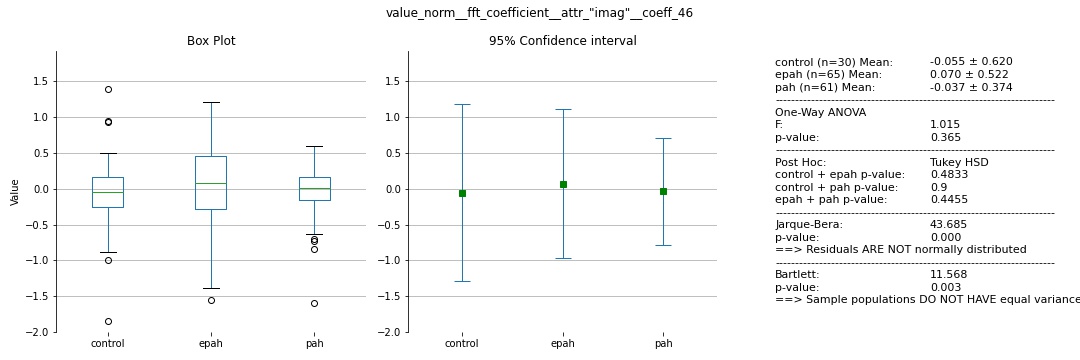 value_norm__fft_coefficient__attr_"imag"__coeff_46
Box Plot
Value
1.5
1.0
0.5
0.0
−0.5
−1.0
−1.5
−2.0
control epah pah
95% Confidence interval
1.5
1.0
0.5
0.0
−0.5
−1.0
−1.5
−2.0
control epah pah
control (n=30) Mean: -0.055 ± 0.620
epah (n=65) Mean: 0.070 ± 0.522
pah (n=61) Mean: -0.037 ± 0.374
One-Way ANOVA
F: 1.015
p-value: 0.365
Post Hoc: Tukey HSD
control + epah p-value: 0.4833
control + pah p-value: 0.9
epah + pah p-value: 0.4455
Jarque-Bera: 43.685
p-value: 0.000
==> Residuals ARE NOT normally distributed
Bartlett: 11.568
p-value: 0.003
==> Sample populations DO NOT HAVE equal variance